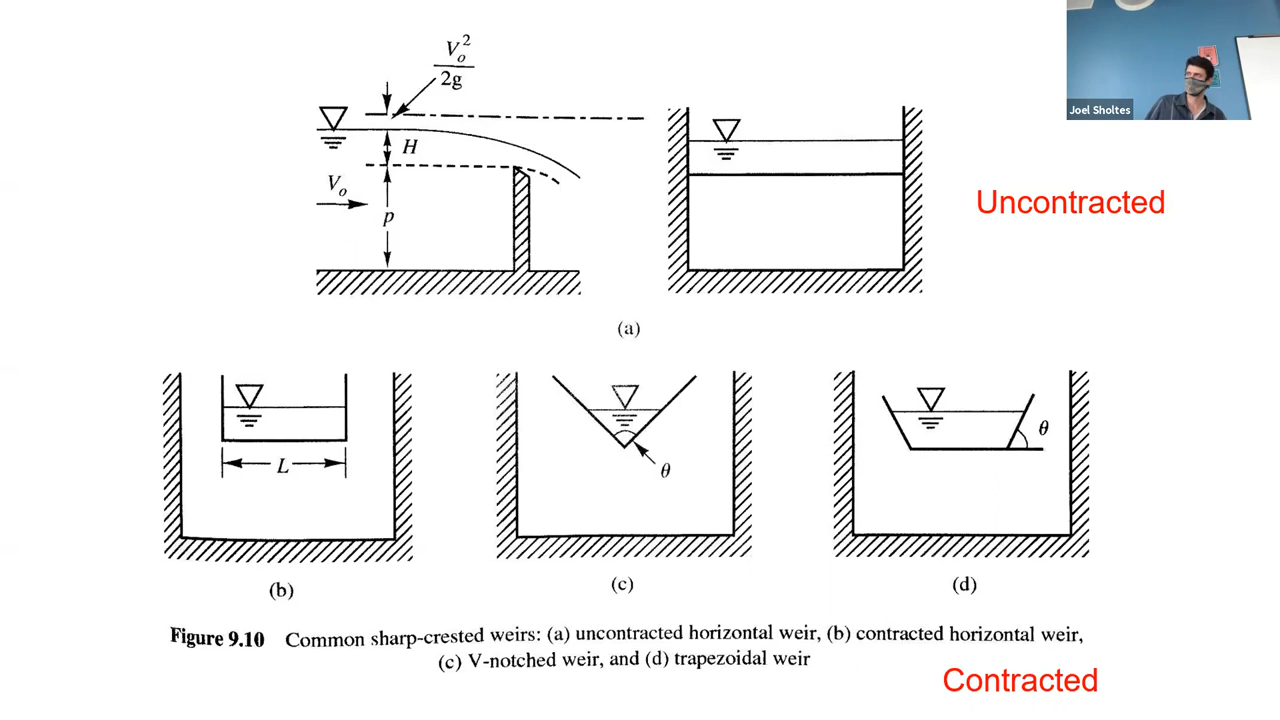 V_o^2
2g
H
V_o
p
Joel Sholtes
Uncontracted
(a)
L
θ
θ
(b)
(c)
(d)
Figure 9.10 Common sharp-crested weirs: (a) uncontracted horizontal weir, (b) contracted horizontal weir,
(c) V-notched weir, and (d) trapezoidal weir
Contracted